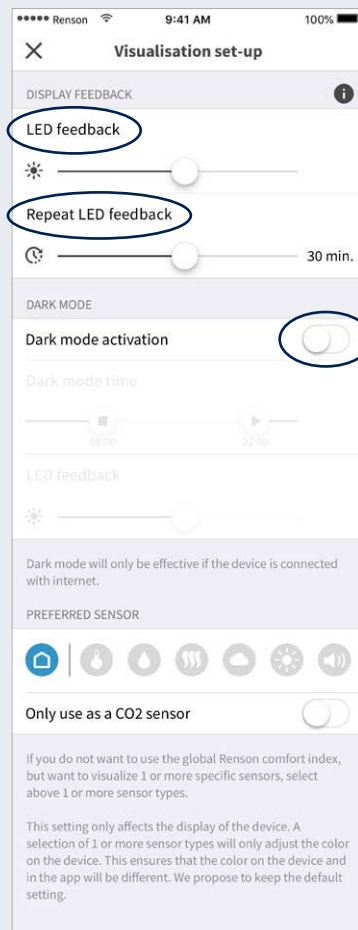 Renson 9:41 AM 100%
Visualisation set-up
DISPLAY FEEDBACK
LED feedback
Repeat LED feedback
30 min.
DARK MODE
Dark mode activation
Dark mode time
08:00 22:00
LED feedback
Dark mode will only be effective if the device is connected
with internet.
PREFERRED SENSOR
Only use as a CO2 sensor
If you do not want to use the global Renson comfort index,
but want to visualize 1 or more specific sensors, select
above 1 or more sensor types.
This setting only affects the display of the device. A
selection of 1 or more sensor types will only adjust the color
on the device. This ensures that the color on the device and
in the app will be different. We propose to keep the default
setting.